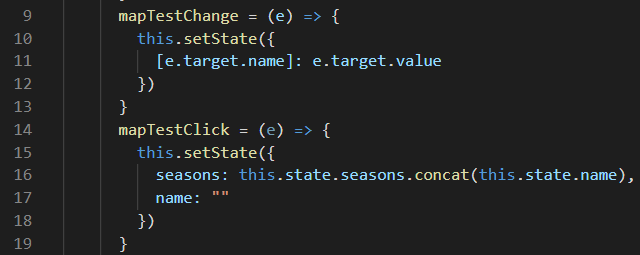 9 mapTestChange = (e) => {
10 this.setState({
11 [e.target.name]: e.target.value
12 })
13 }
14 mapTestClick = (e) => {
15 this.setState({
16 seasons: this.state.seasons.concat(this.state.name),
17 name: ""
18 })
19 }